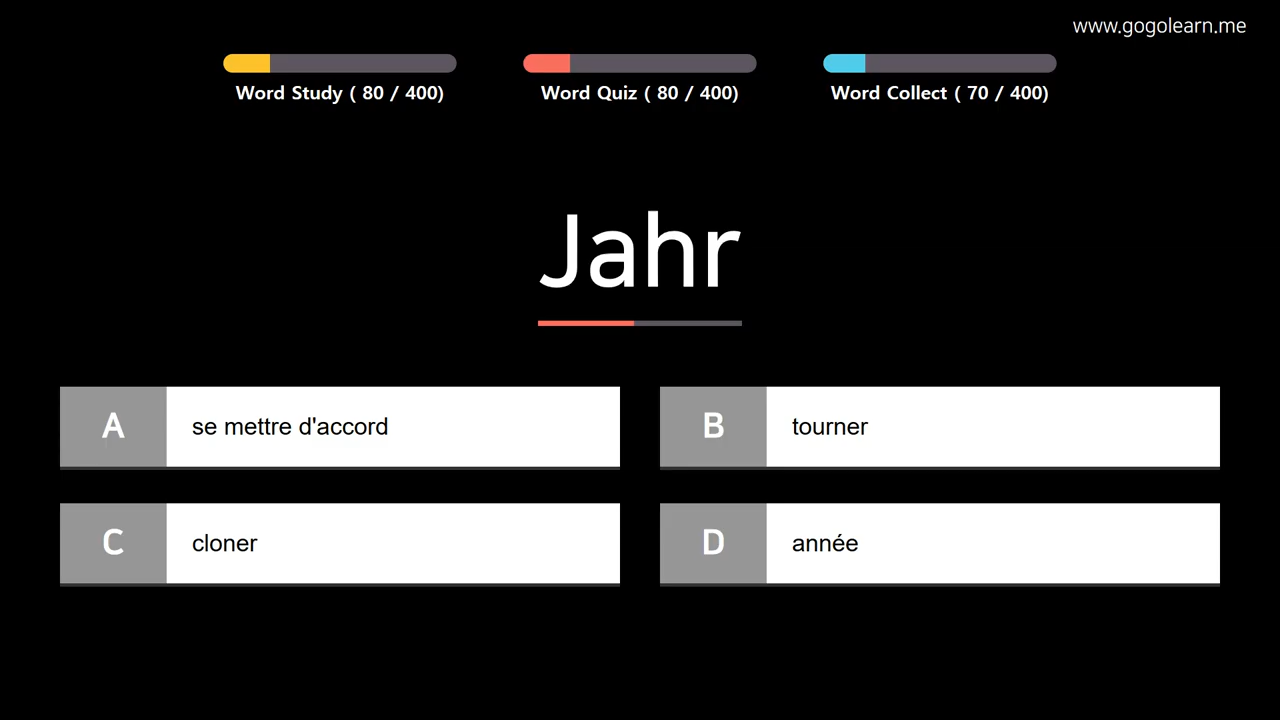 www.gogolearn.me
Word Study ( 80 / 400)
Word Quiz ( 80 / 400)
Word Collect ( 70 / 400)
Jahr
A
se mettre d'accord
B
tourner
C
cloner
D
année